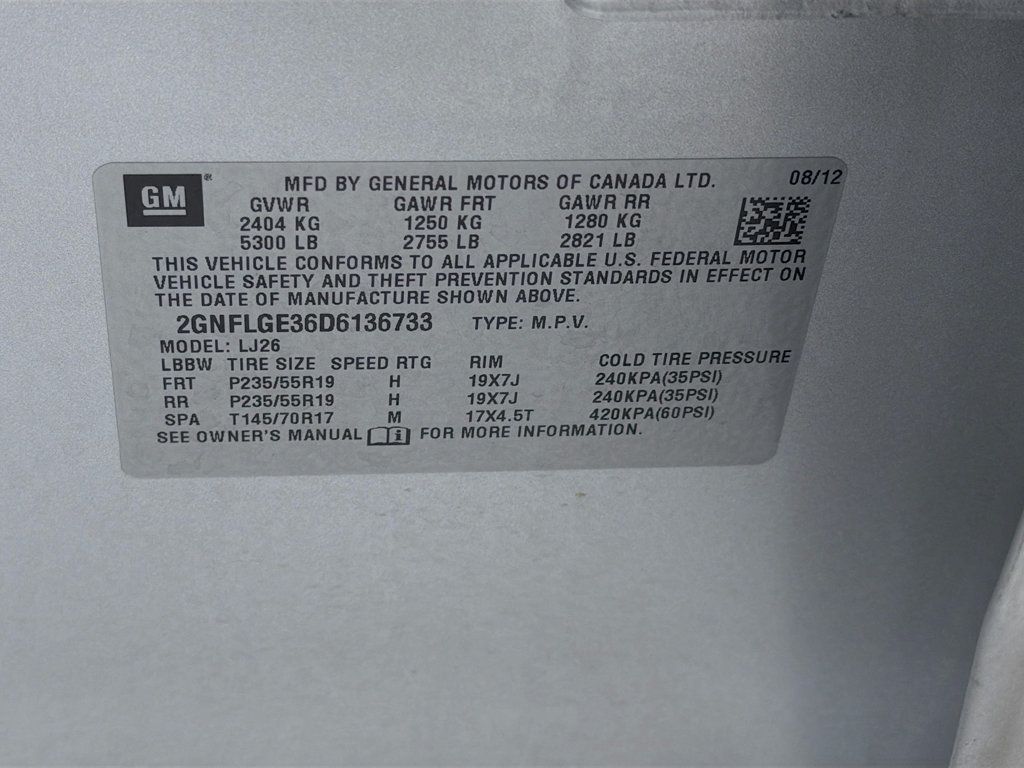 GM
MFD BY GENERAL MOTORS OF CANADA LTD. 08/12
GVWR GAWR FRT GAWR RR
2404 KG 1250 KG 1280 KG
5300 LB 2755 LB 2821 LB
THIS VEHICLE CONFORMS TO ALL APPLICABLE U.S. FEDERAL MOTOR
VEHICLE SAFETY AND THEFT PREVENTION STANDARDS IN EFFECT ON
THE DATE OF MANUFACTURE SHOWN ABOVE.
2GNFLGE36D6136733 TYPE: M.P.V.
MODEL: LJ26
LBBW TIRE SIZE SPEED RTG RIM COLD TIRE PRESSURE
FRT P235/55R19 H 19X7J 240KPA(35PSI)
RR P235/55R19 H 19X7J 240KPA(35PSI)
SPA T145/70R17 M 17X4.5T 420KPA(60PSI)
SEE OWNER'S MANUAL FOR MORE INFORMATION.